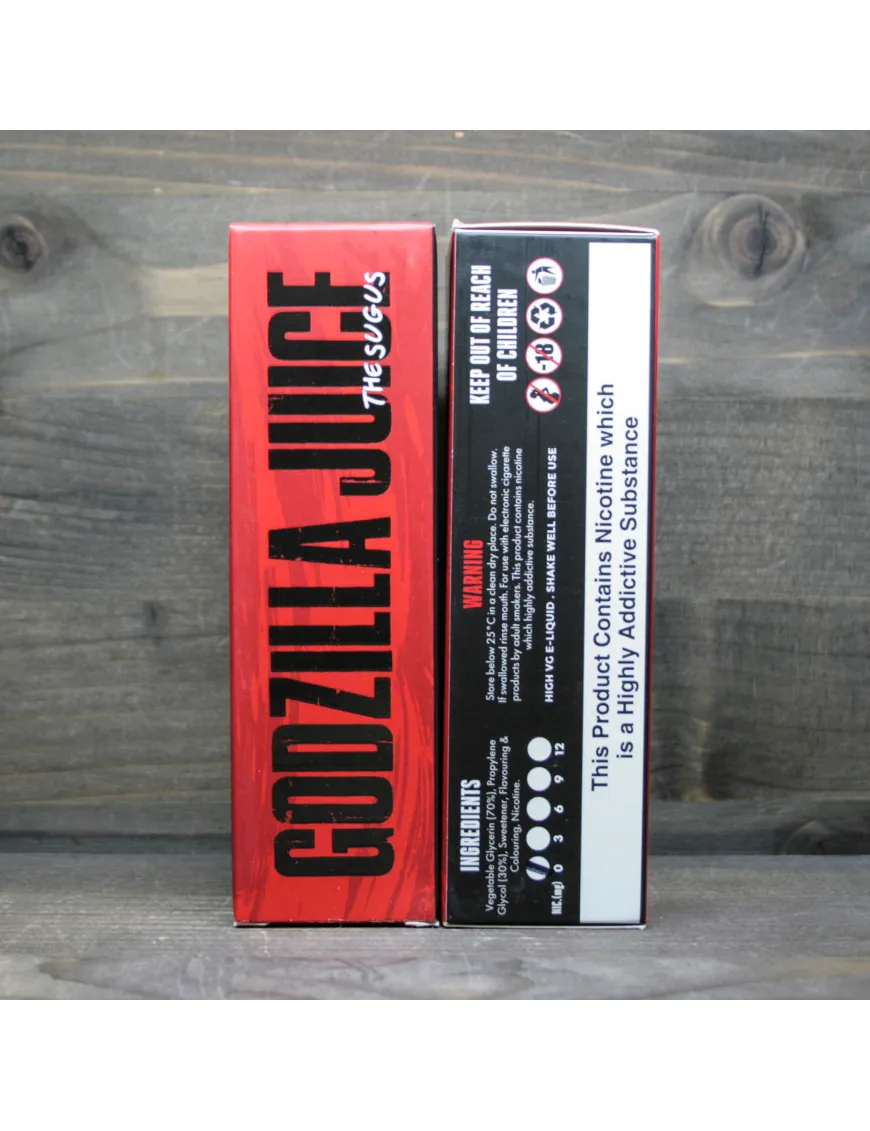 GODZILLA JUICE
THE SUGUS
INGREDIENTS
Vegetable Glycerin (70%), Propylene
Glycol (30%), Sweetener, Flavouring &
Colouring, Nicotine.
NIC.(mg) 0 3 6 9 12
WARNING
Store below 25°C in a clean dry place. Do not swallow.
If swallowed rinse mouth. For use with electronic cigarette
products by adult smokers. This product contains nicotine
which highly addictive substance.
HIGH VG E-LIQUID . SHAKE WELL BEFORE USE
KEEP OUT OF REACH
OF CHILDREN
-18
This Product Contains Nicotine which
is a Highly Addictive Substance